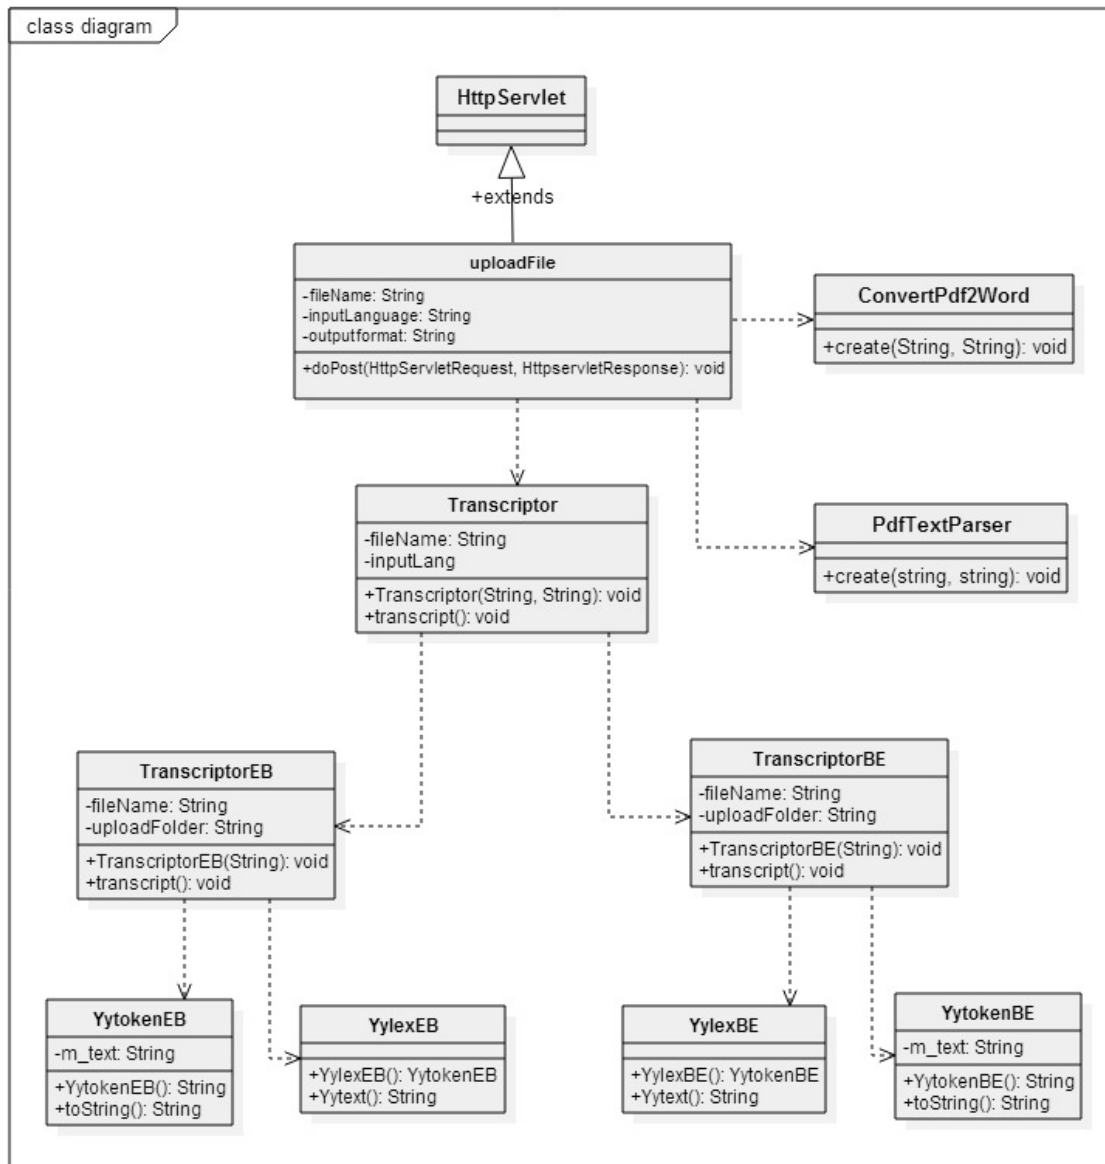 class diagram
HttpServlet
+extends
uploadFile
-fileName: String
-inputLanguage: String
-outputformat: String
+doPost(HttpServletRequest, HttpservletResponse): void
ConvertPdf2Word
+create(String, String): void
Transcriptor
-fileName: String
-inputLang
+Transcriptor(String, String): void
+transcript(): void
PdfTextParser
+create(string, string): void
TranscriptorEB
-fileName: String
-uploadFolder: String
+TranscriptorEB(String): void
+transcript(): void
TranscriptorBE
-fileName: String
-uploadFolder: String
+TranscriptorBE(String): void
+transcript(): void
YytokenEB
-m_text: String
+YytokenEB(): String
+toString(): String
YylexEB
+YylexEB(): YytokenEB
+Yytext(): String
YylexBE
+YylexBE(): YytokenBE
+Yytext(): String
YytokenBE
-m_text: String
+YytokenBE(): String
+toString(): String